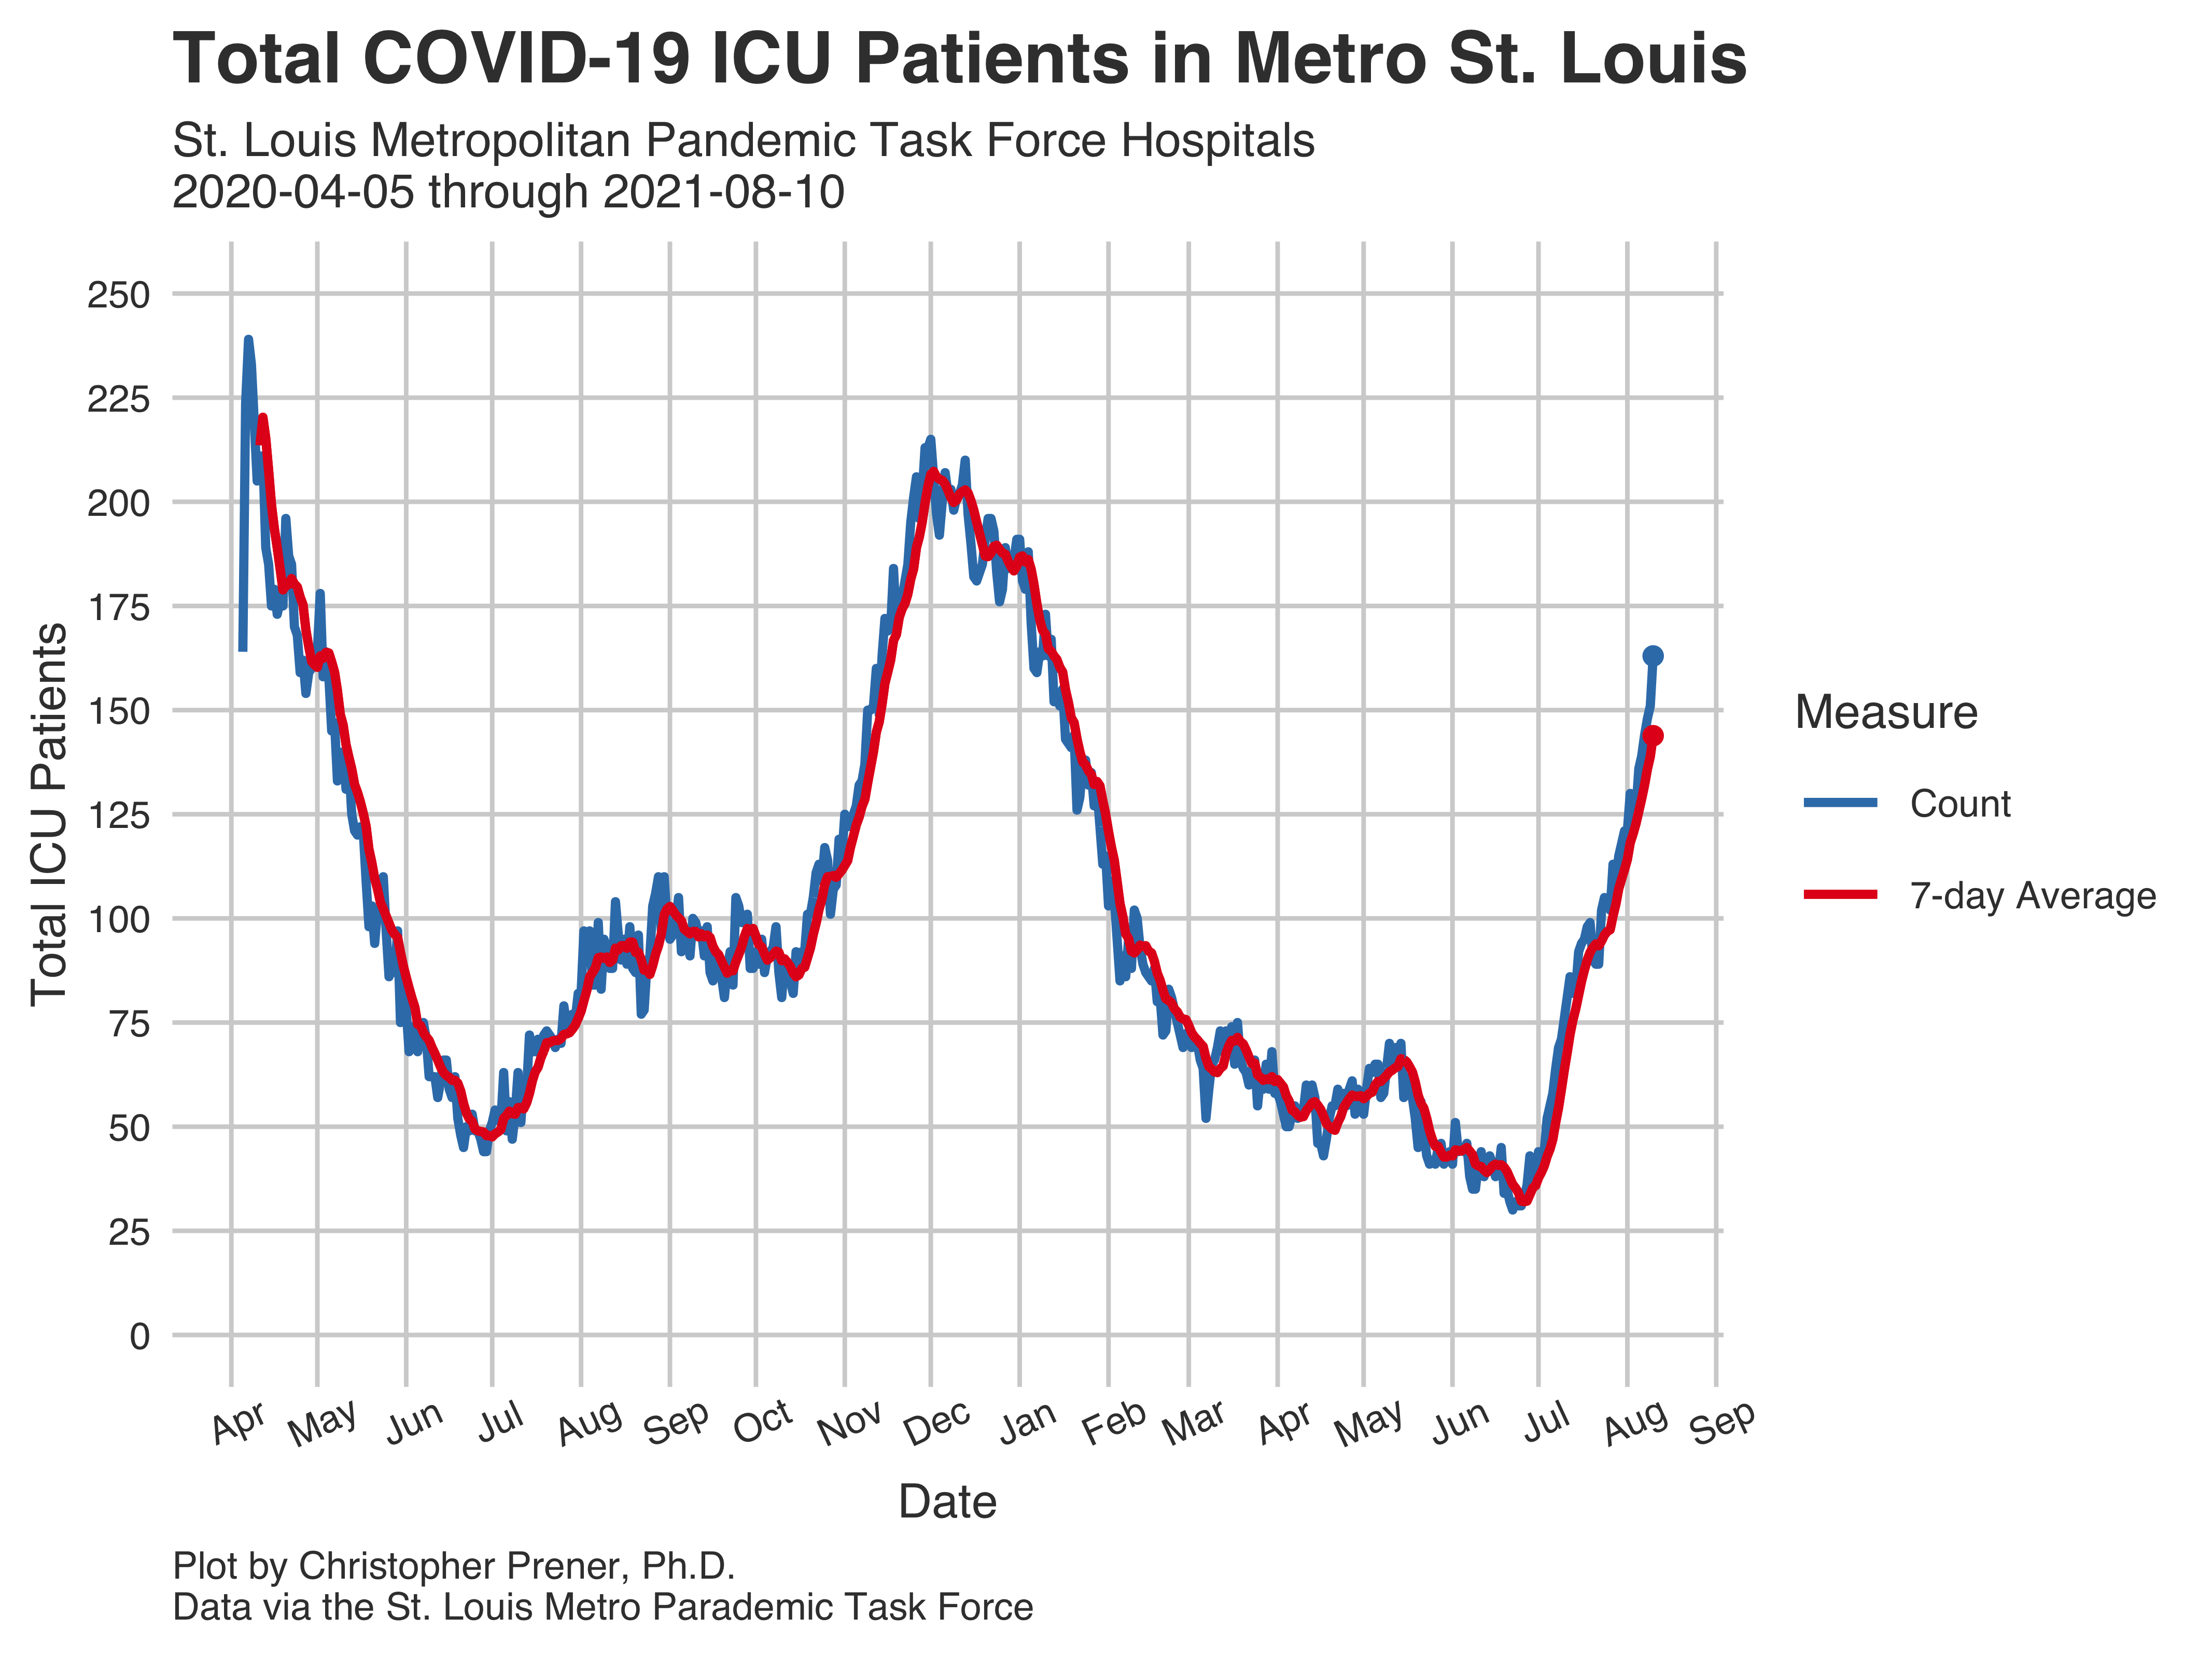 Total COVID-19 ICU Patients in Metro St. Louis
St. Louis Metropolitan Pandemic Task Force Hospitals
2020-04-05 through 2021-08-10
250
225
200
175
150
125
100
75
50
25
0
Total ICU Patients
Apr May Jun Jul Aug Sep Oct Nov Dec Jan Feb Mar Apr May Jun Jul Aug Sep
Date
Measure
Count
7-day Average
Plot by Christopher Prener, Ph.D.
Data via the St. Louis Metro Parademic Task Force